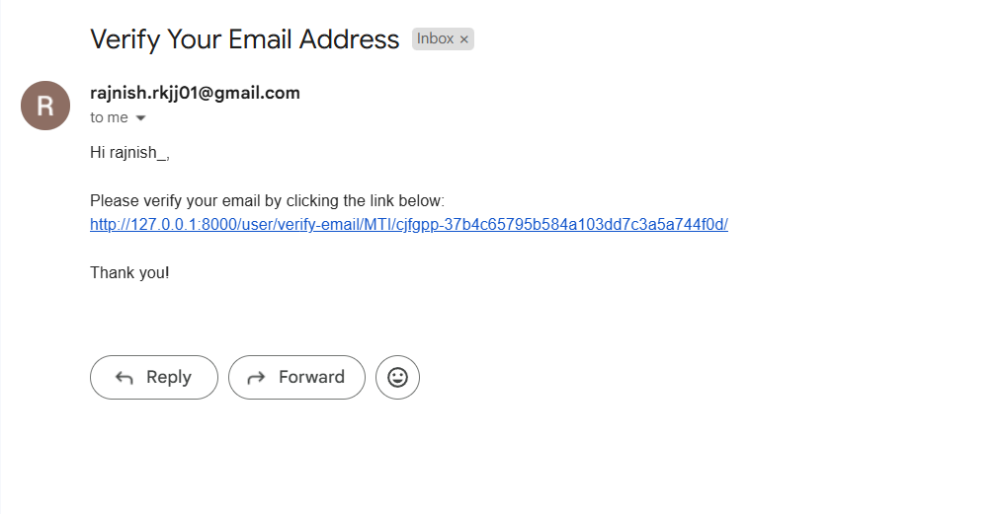 Verify Your Email Address Inbox ×
R
rajnish.rkjj01@gmail.com
to me
Hi rajnish_,
Please verify your email by clicking the link below:
http://127.0.0.1:8000/user/verify-email/MTI/cjfgpp-37b4c65795b584a103dd7c3a5a744f0d/
Thank you!
Reply Forward